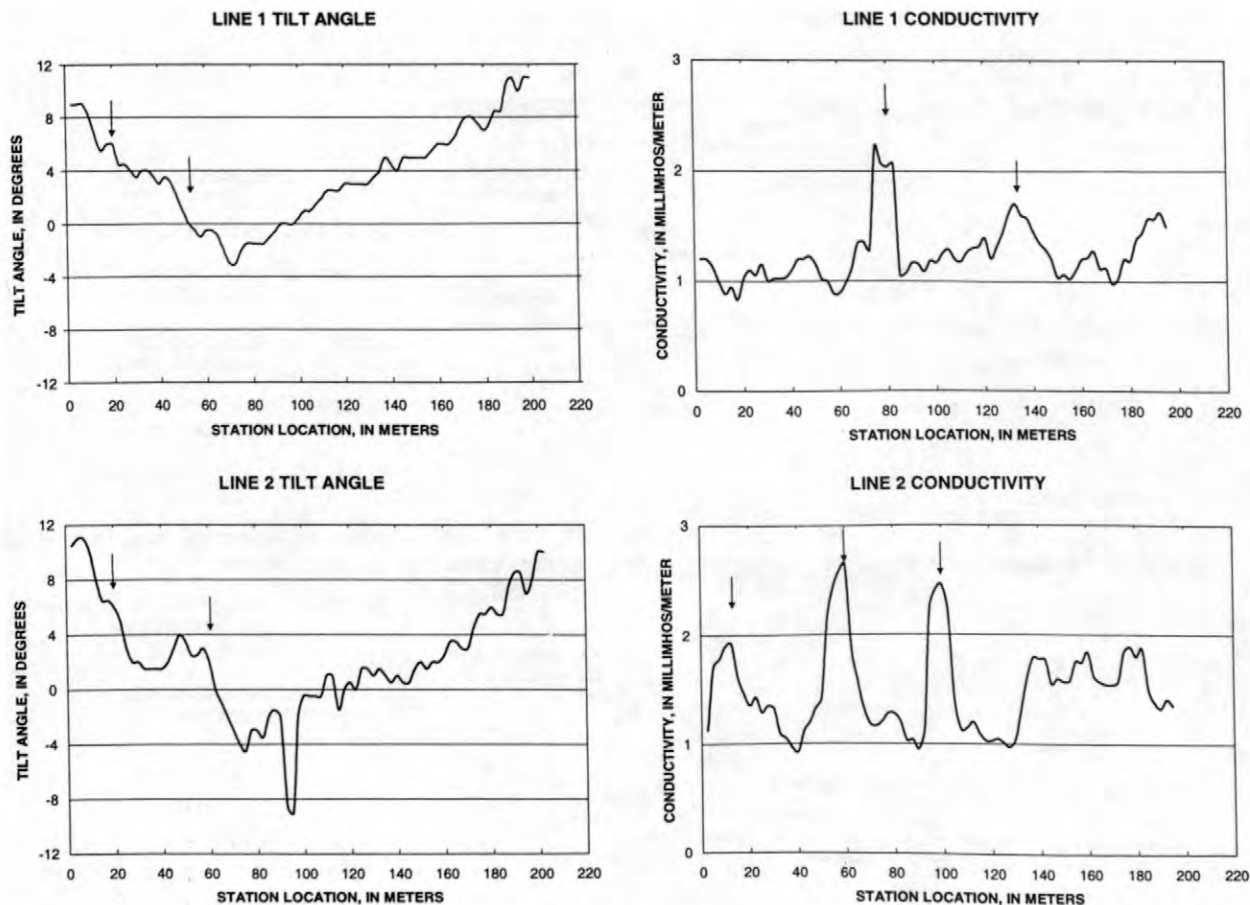 LINE 1 TILT ANGLE
TILT ANGLE, IN DEGREES
12
8
4
0
-4
-8
-12
0 20 40 60 80 100 120 140 160 180 200 220
STATION LOCATION, IN METERS
LINE 1 CONDUCTIVITY
CONDUCTIVITY, IN MILLIMHOS/METER
3
2
1
0
0 20 40 60 80 100 120 140 160 180 200 220
STATION LOCATION, IN METERS
LINE 2 TILT ANGLE
TILT ANGLE, IN DEGREES
12
8
4
0
-4
-8
-12
0 20 40 60 80 100 120 140 160 180 200 220
STATION LOCATION, IN METERS
LINE 2 CONDUCTIVITY
CONDUCTIVITY, IN MILLIMHOS/METER
3
2
1
0
0 20 40 60 80 100 120 140 160 180 200 220
STATION LOCATION, IN METERS